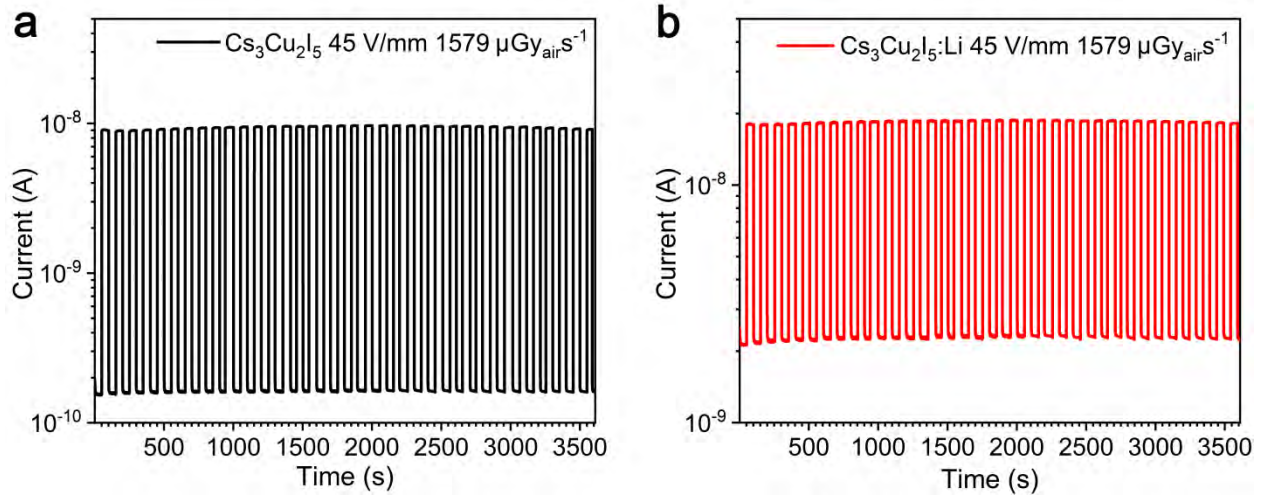 a
Cs₃Cu₂I₅ 45 V/mm 1579 μGyₐᵢᵣs⁻¹
10⁻⁸
10⁻⁹
10⁻¹⁰
Current (A)
500 1000 1500 2000 2500 3000 3500
Time (s)
b
Cs₃Cu₂I₅:Li 45 V/mm 1579 μGyₐᵢᵣs⁻¹
10⁻⁸
10⁻⁹
Current (A)
500 1000 1500 2000 2500 3000 3500
Time (s)